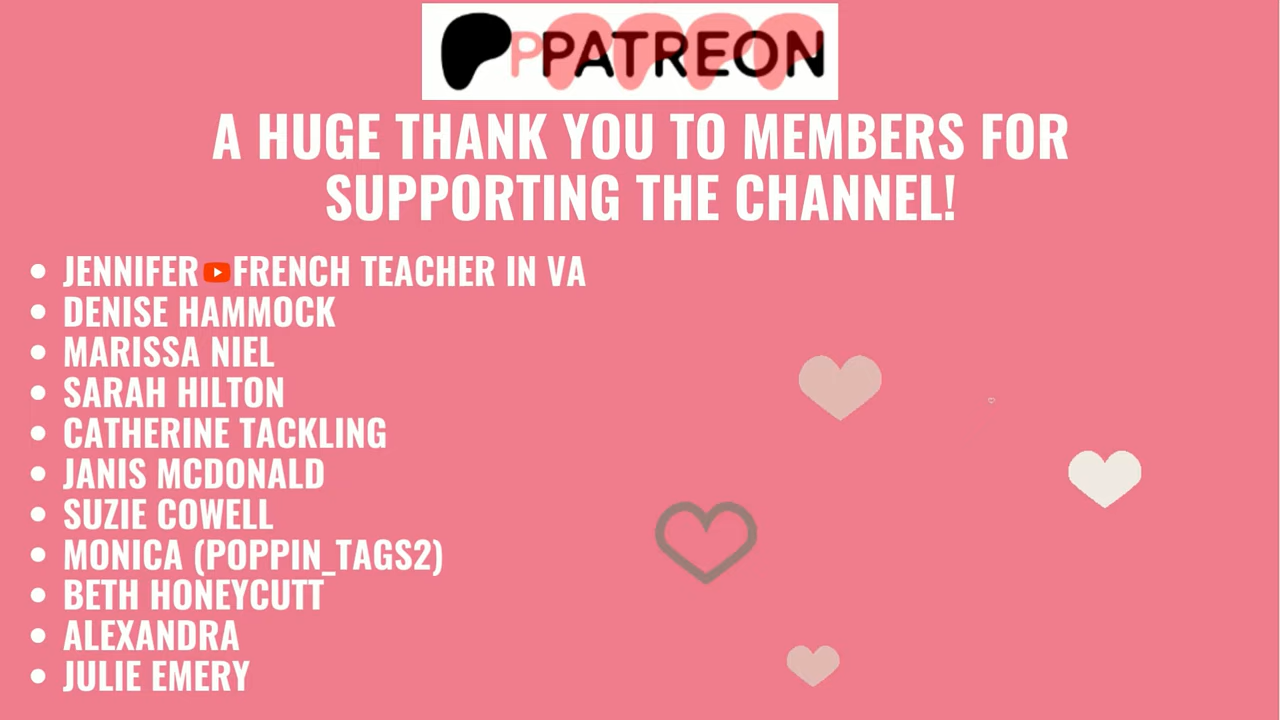 PATREON
A HUGE THANK YOU TO MEMBERS FOR
SUPPORTING THE CHANNEL!
JENNIFER FRENCH TEACHER IN VA
DENISE HAMMOCK
MARISSA NIEL
SARAH HILTON
CATHERINE TACKLING
JANIS MCDONALD
SUZIE COWELL
MONICA (POPPIN_TAGS2)
BETH HONEYCUTT
ALEXANDRA
JULIE EMERY